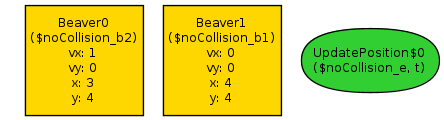 Beaver0
($noCollision_b2)
vx: 1
vy: 0
x: 3
y: 4
Beaver1
($noCollision_b1)
vx: 0
vy: 0
x: 4
y: 4
UpdatePosition$0
($noCollision_e, t)